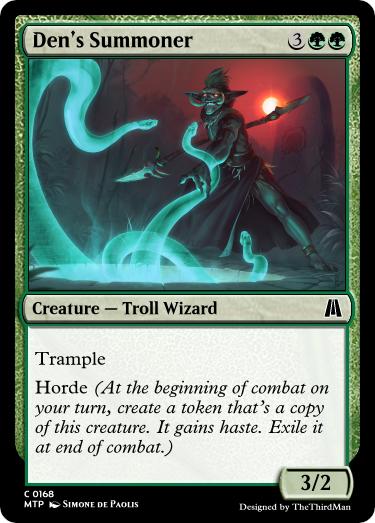 Den's Summoner 3
Creature — Troll Wizard
Trample
Horde (At the beginning of combat on
your turn, create a token that's a copy
of this creature. It gains haste. Exile it
at end of combat.)
3/2
C 0168
MTP Simone de Paolis
Designed by TheThirdMan